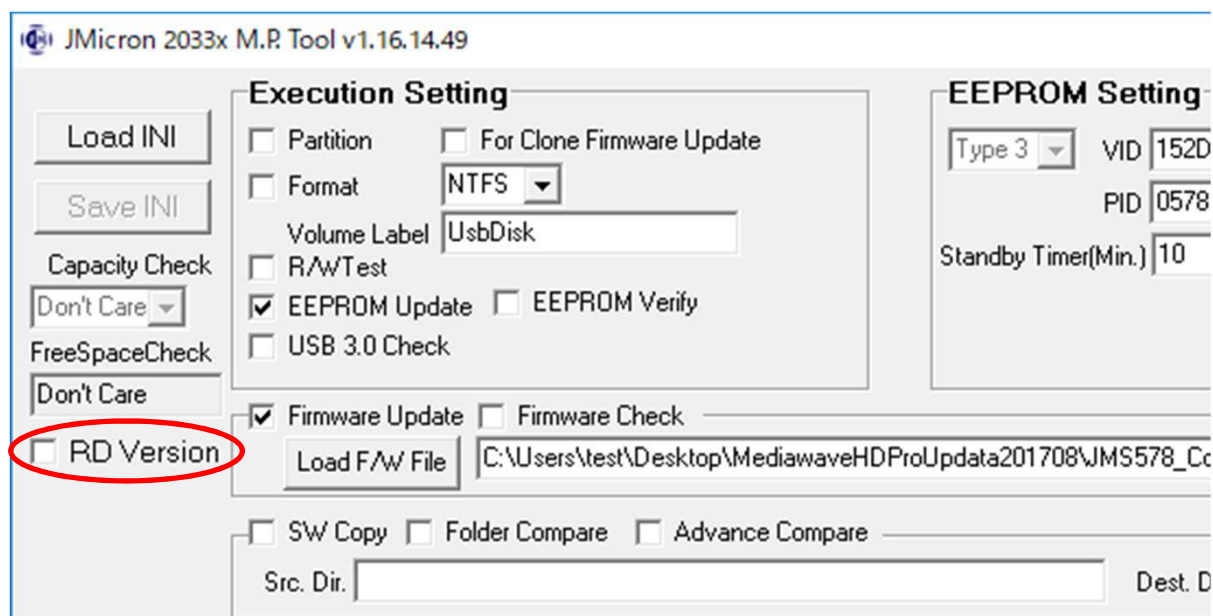 JMicron 2033x M.P. Tool v1.16.14.49
Execution Setting
EEPROM Setting
Load INI
Partition
For Clone Firmware Update
Type 3
VID
152D
Format
NTFS
Save INI
PID
0578
Volume Label
UsbDisk
Capacity Check
R/WTest
Standby Timer(Min.)
10
Don't Care
EEPROM Update
EEPROM Verify
FreeSpaceCheck
USB 3.0 Check
Don't Care
Firmware Update
Firmware Check
RD Version
Load F/W File
C:\Users\test\Desktop\MediawaveHDProUpdata201708\JMS578_Co
SW Copy
Folder Compare
Advance Compare
Src. Dir.
Dest. D